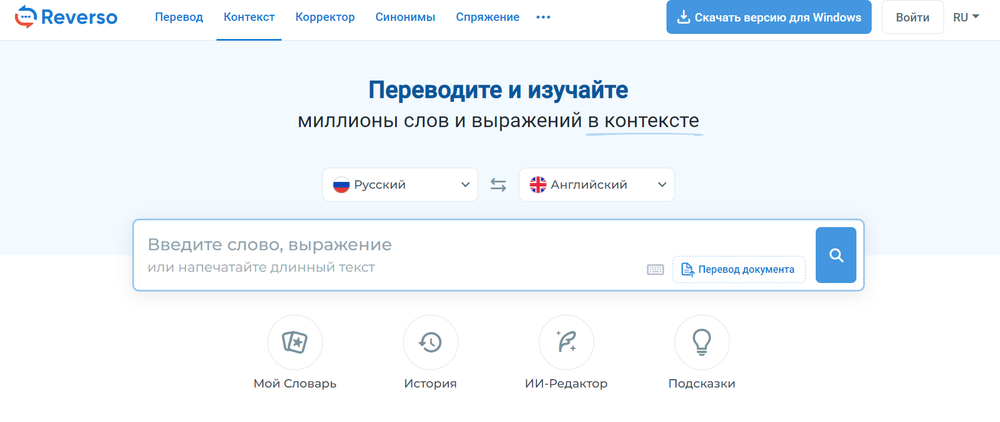 Reverso
Перевод Контекст Корректор Синонимы Спряжение •••
Скачать версию для Windows
Войти
RU
Переводите и изучайте
миллионы слов и выражений в контексте
Русский
Английский
Введите слово, выражение
или напечатайте длинный текст
Перевод документа
Мой Словарь
История
ИИ-Редактор
Подсказки